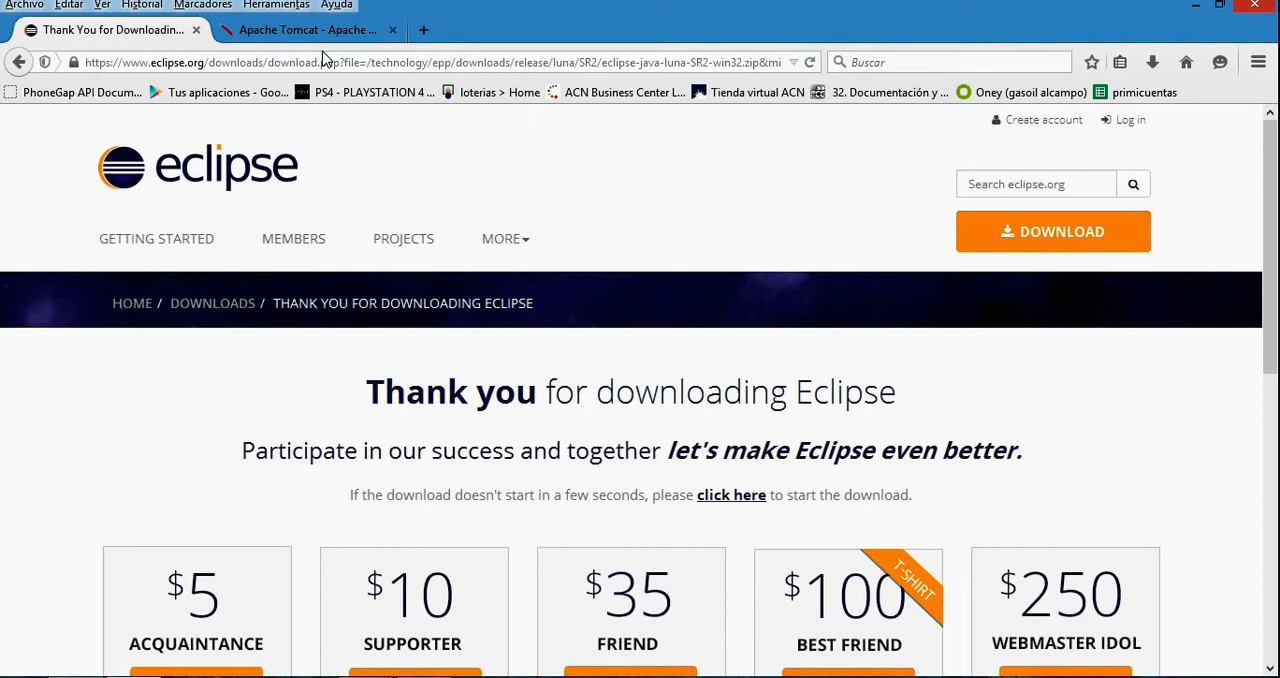 Archivo Editar Ver Historial Marcadores Herramientas Ayuda
Thank You for Downloadin... Apache Tomcat - Apache ...
https://www.eclipse.org/downloads/download.php?file=/technology/epp/downloads/release/luna/SR2/eclipse-java-luna-SR2-win32.zip&mi Buscar
PhoneGap API Docum... Tus aplicaciones - Goo... PS4 - PLAYSTATION 4 ... loterias > Home ACN Business Center L... Tienda virtual ACN 32. Documentación y ... Oney (gasoil alcampo) primicuentas
Create account Log in
eclipse
Search eclipse.org
DOWNLOAD
GETTING STARTED MEMBERS PROJECTS MORE
HOME / DOWNLOADS / THANK YOU FOR DOWNLOADING ECLIPSE
Thank you for downloading Eclipse
Participate in our success and together let's make Eclipse even better.
If the download doesn't start in a few seconds, please click here to start the download.
$5 $10 $35 $100 $250
T-SHIRT
ACQUAINTANCE SUPPORTER FRIEND BEST FRIEND WEBMASTER IDOL